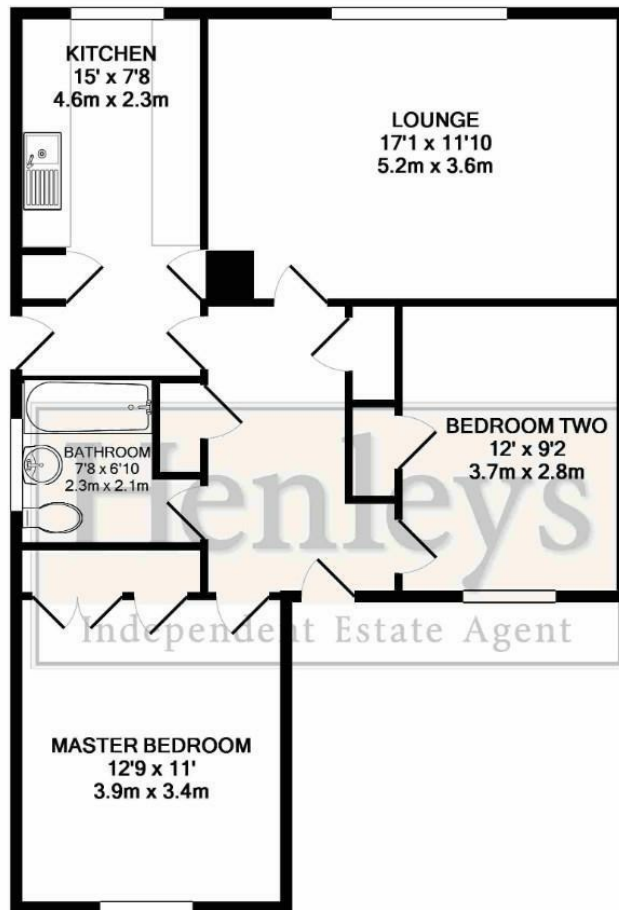 KITCHEN
15' x 7'8
4.6m x 2.3m
LOUNGE
17'1 x 11'10
5.2m x 3.6m
BATHROOM
7'8 x 6'10
2.3m x 2.1m
BEDROOM TWO
12' x 9'2
3.7m x 2.8m
Henleys
Independent Estate Agent
MASTER BEDROOM
12'9 x 11'
3.9m x 3.4m